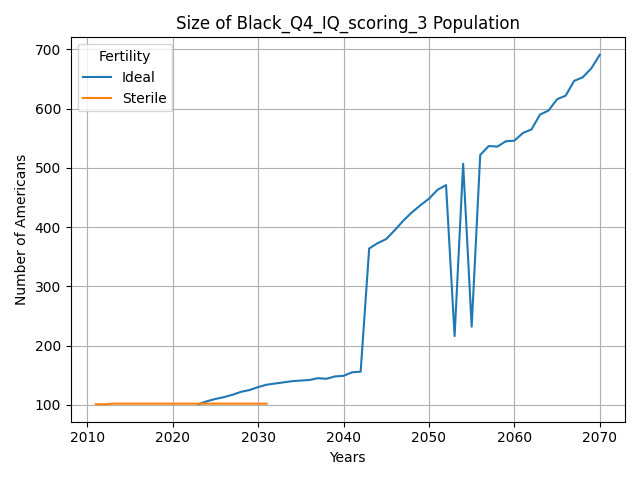 Size of Black_Q4_IQ_scoring_3 Population
Fertility
Ideal
Sterile
Number of Americans
700
600
500
400
300
200
100
2010 2020 2030 2040 2050 2060 2070
Years